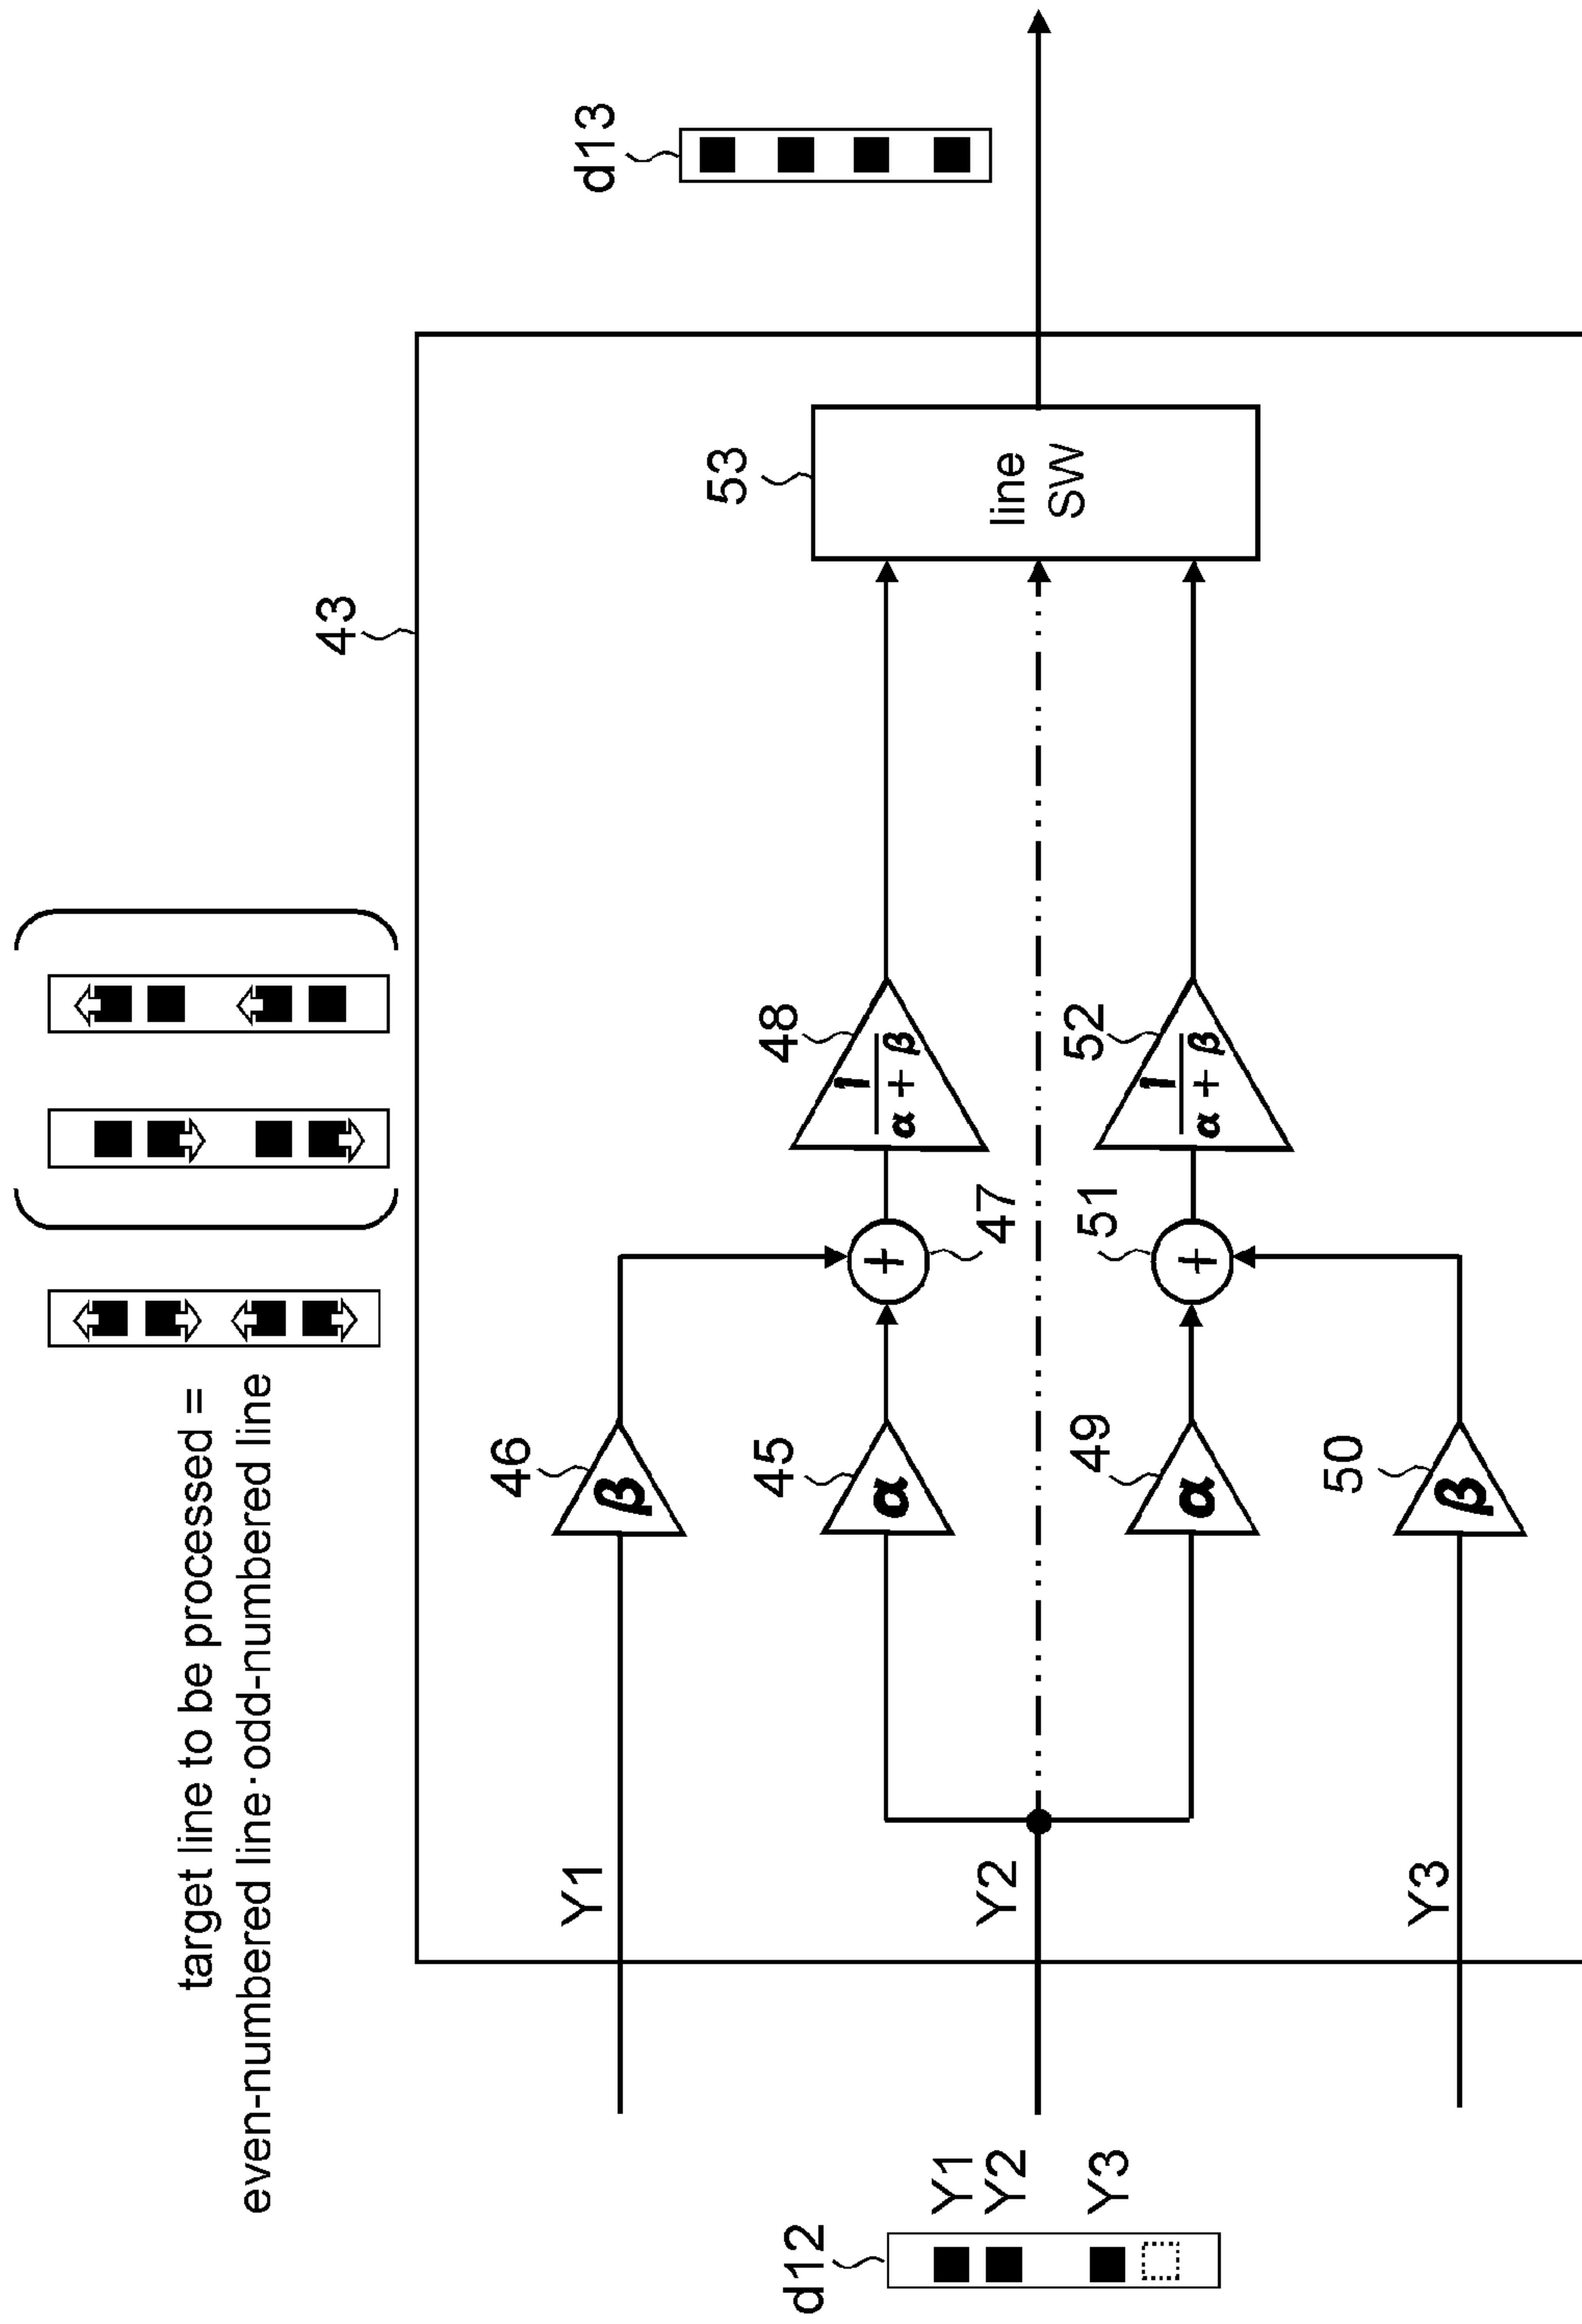 target line to be processed =
even-numbered line·odd-numbered line
43
d12
Y1
Y2
Y3
Y1
Y2
Y3
46
β
45
α
49
α
50
β
47
+
51
+
48
1
α + β
52
1
α + β
53
line
SW
d13